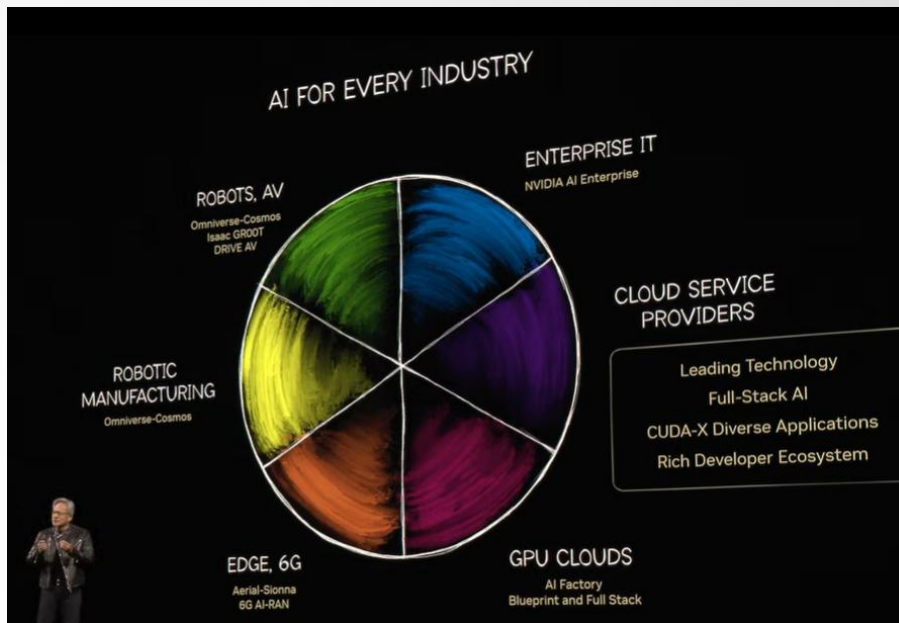 AI FOR EVERY INDUSTRY
ENTERPRISE IT
NVIDIA AI Enterprise
ROBOTS, AV
Omniverse-Cosmos
Isaac GR00T
DRIVE AV
CLOUD SERVICE
PROVIDERS
Leading Technology
Full-Stack AI
CUDA-X Diverse Applications
Rich Developer Ecosystem
ROBOTIC
MANUFACTURING
Omniverse-Cosmos
EDGE, 6G
Aerial-Sionna
6G AI-RAN
GPU CLOUDS
AI Factory
Blueprint and Full Stack